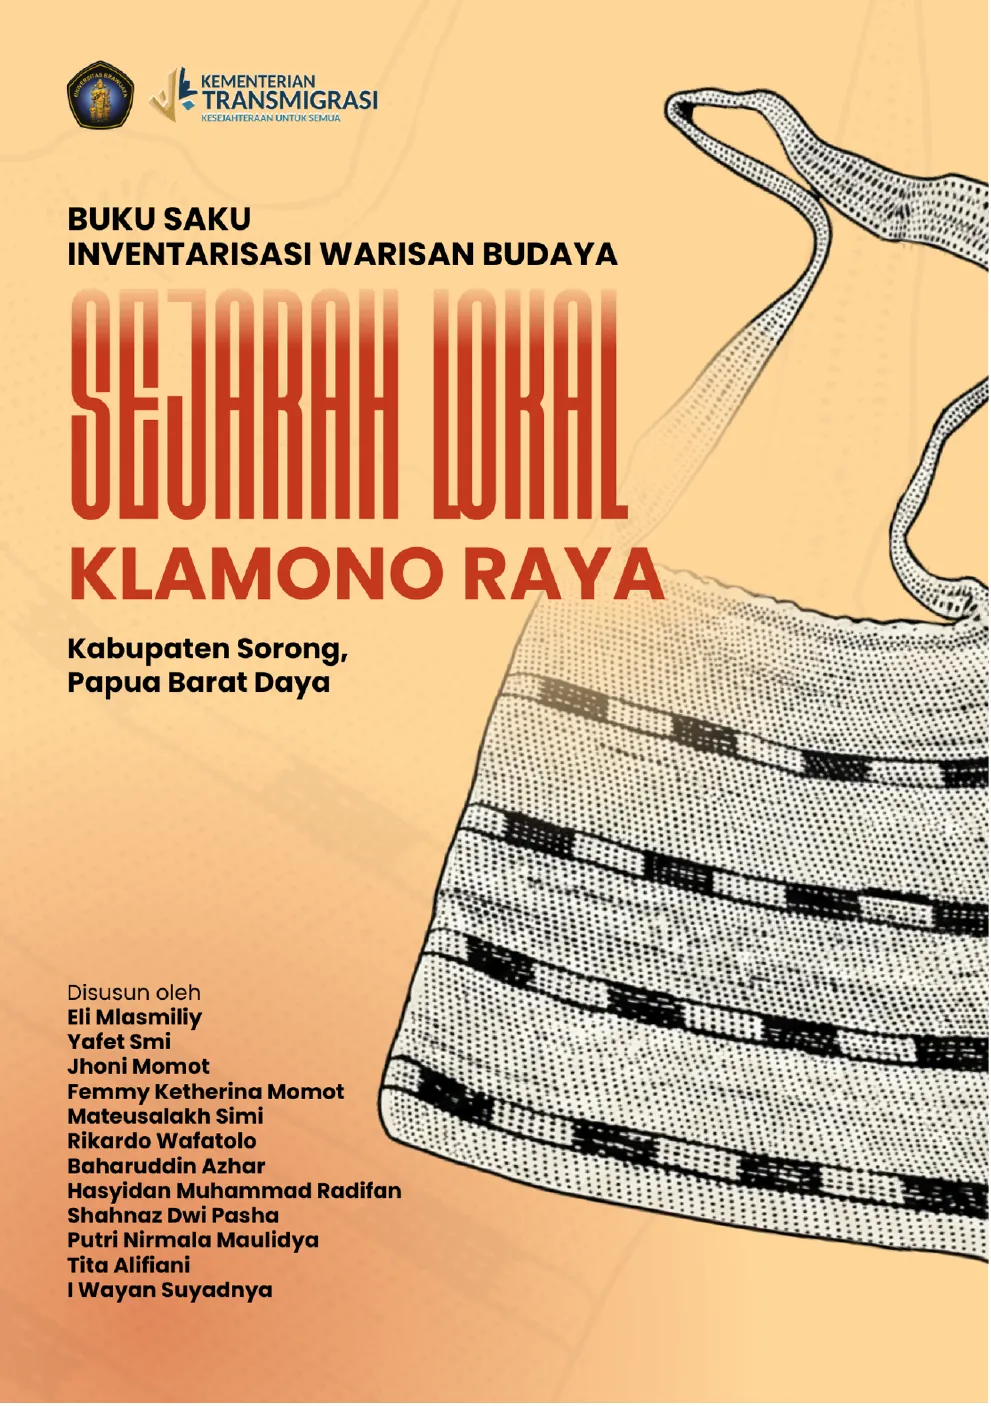 UNIVERSITAS BRAWIJAYA
KEMENTERIAN
TRANSMIGRASI
KESEJAHTERAAN UNTUK SEMUA
BUKU SAKU
INVENTARISASI WARISAN BUDAYA
SEJARAH LOKAL
KLAMONO RAYA
Kabupaten Sorong,
Papua Barat Daya
Disusun oleh
Eli Mlasmiliy
Yafet Smi
Jhoni Momot
Femmy Ketherina Momot
Mateusalakh Simi
Rikardo Wafatolo
Baharuddin Azhar
Hasyidan Muhammad Radifan
Shahnaz Dwi Pasha
Putri Nirmala Maulidya
Tita Alifiani
I Wayan Suyadnya